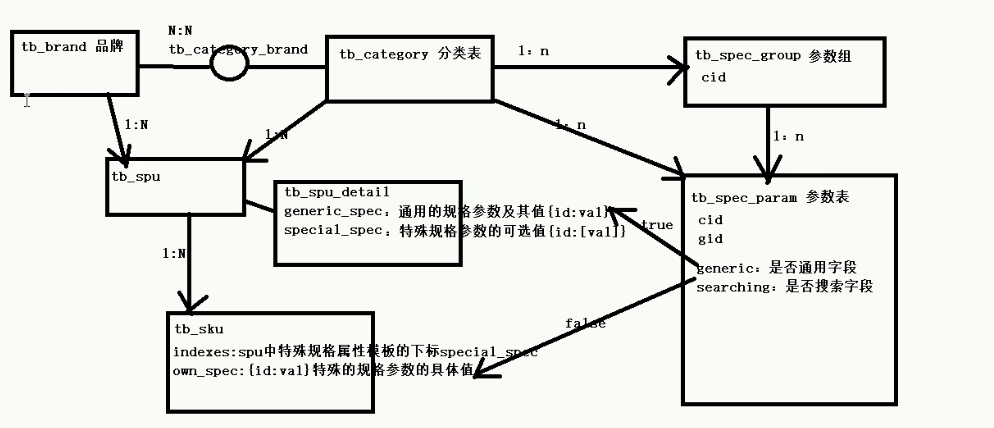 N:N
tb_brand 品牌
tb_category_brand
tb_category 分类表
1: n
tb_spec_group 参数组
cid
1:N
1:N
1: n
1: n
tb_spu
tb_spu_detail
generic_spec: 通用的规格参数及其值{id:val}
special_spec: 特殊规格参数的可选值{id:[val]}
true
tb_spec_param 参数表
cid
gid
generic: 是否通用字段
searching: 是否搜索字段
1:N
false
tb_sku
indexes:spu中特殊规格属性模板的下标special_spec
own_spec:{id:val}特殊的规格参数的具体值